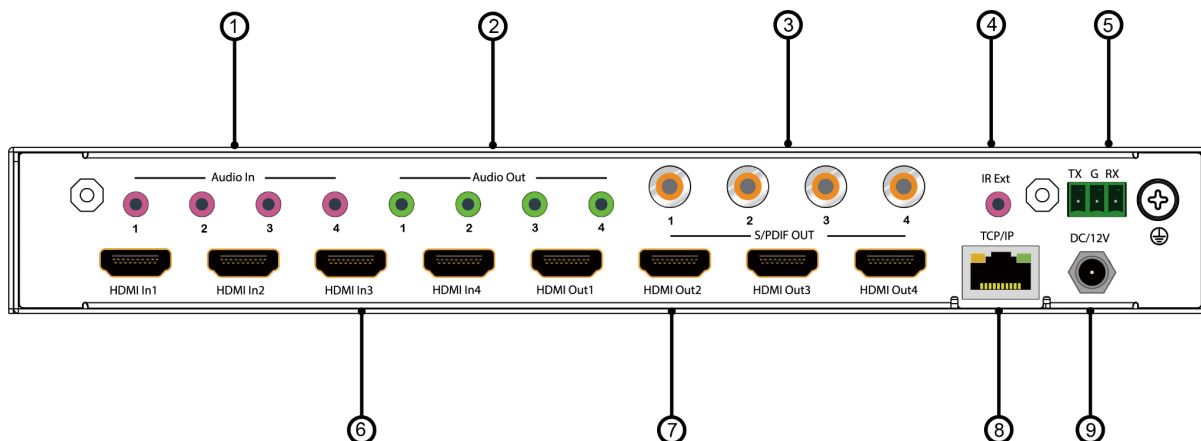 1 2 3 4 5
Audio In Audio Out IR Ext TX G RX
1 2 3 4 1 2 3 4 1 2 3 4
S/PDIF OUT TCP/IP DC/12V
HDMI In1 HDMI In2 HDMI In3 HDMI In4 HDMI Out1 HDMI Out2 HDMI Out3 HDMI Out4
6 7 8 9